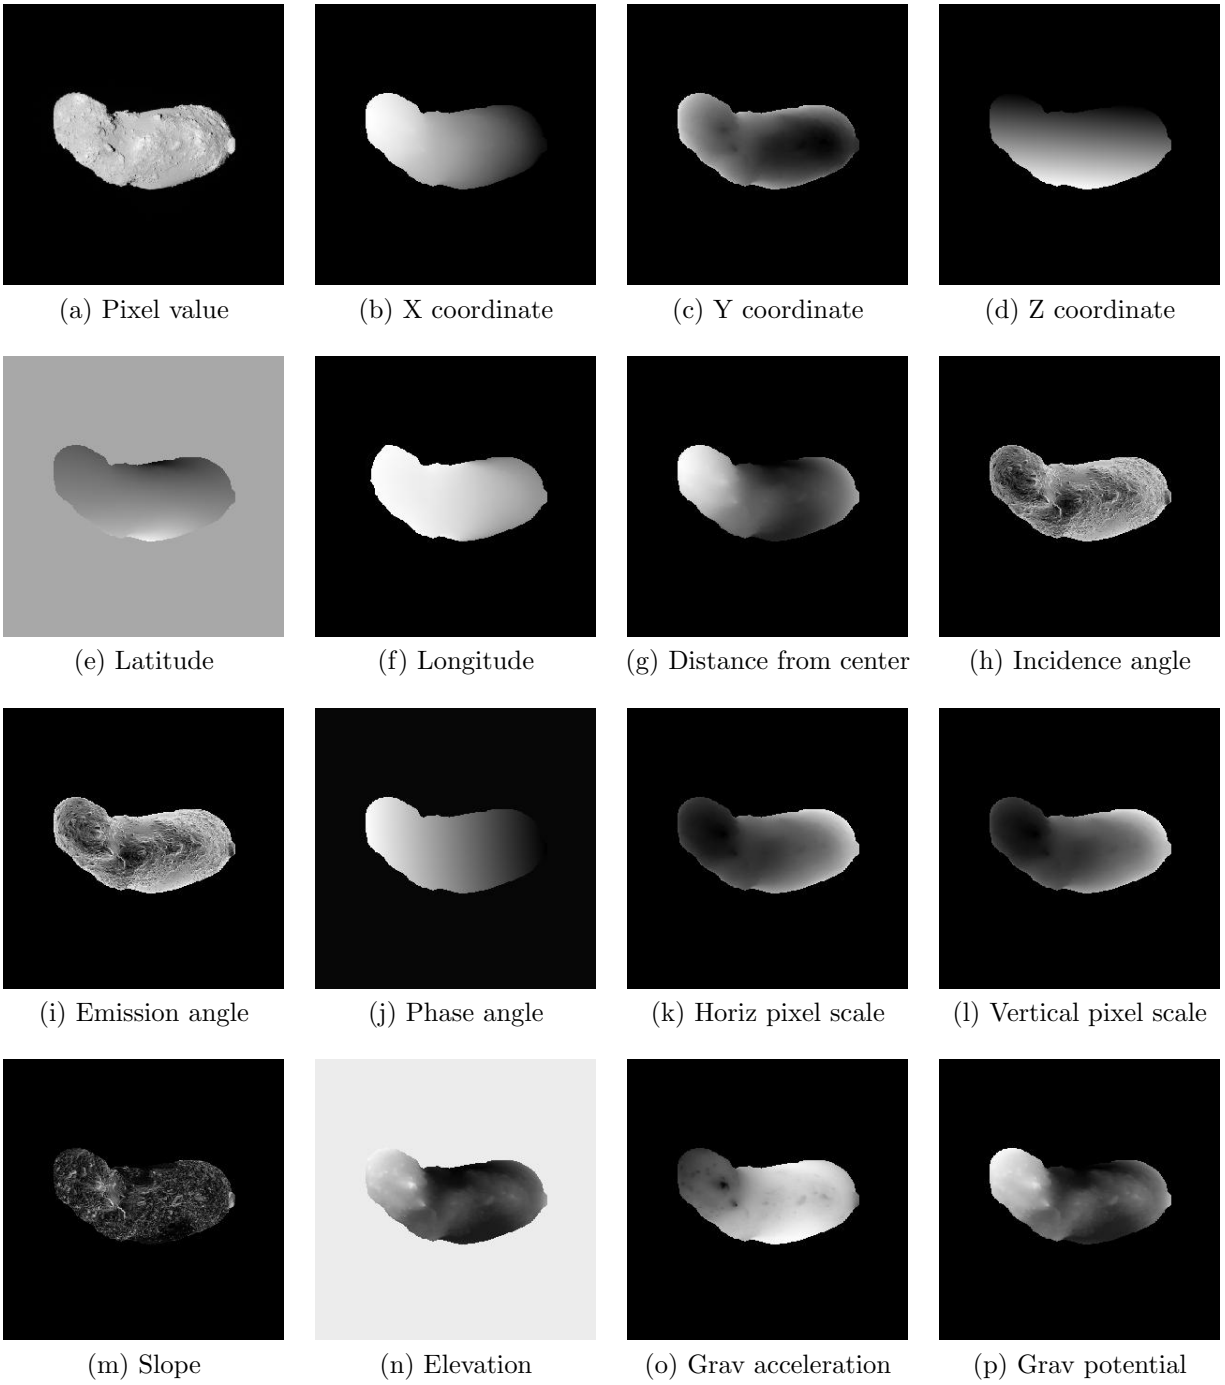 (a) Pixel value
(b) X coordinate
(c) Y coordinate
(d) Z coordinate
(e) Latitude
(f) Longitude
(g) Distance from center
(h) Incidence angle
(i) Emission angle
(j) Phase angle
(k) Horiz pixel scale
(l) Vertical pixel scale
(m) Slope
(n) Elevation
(o) Grav acceleration
(p) Grav potential